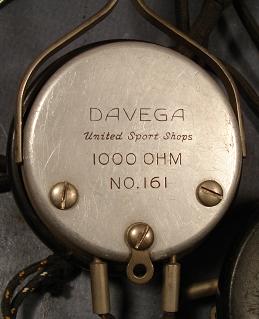 DAVEGA
United Sport Shops
1000 OHM
NO.161